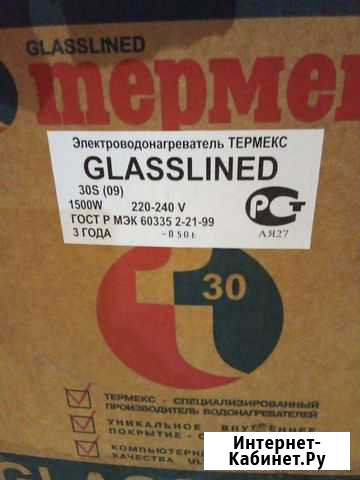 GLASSLINED
термек
Электроводонагреватель ТЕРМЕКС
GLASSLINED
30S (09)
1500W 220-240 V
ГОСТ Р МЭК 60335 2-21-99
3 ГОДА
РСТ
АЯ27
30
ТЕРМЕКС - СПЕЦИАЛИЗИРОВАННЫЙ
ПРОИЗВОДИТЕЛЬ ВОДОНАГРЕВАТЕЛЕЙ
УНИКАЛЬНОЕ ВНУТРЕННЕЕ
ПОКРЫТИЕ - 
КАЧЕСТВА
Интернет-
Кабинет.Ру